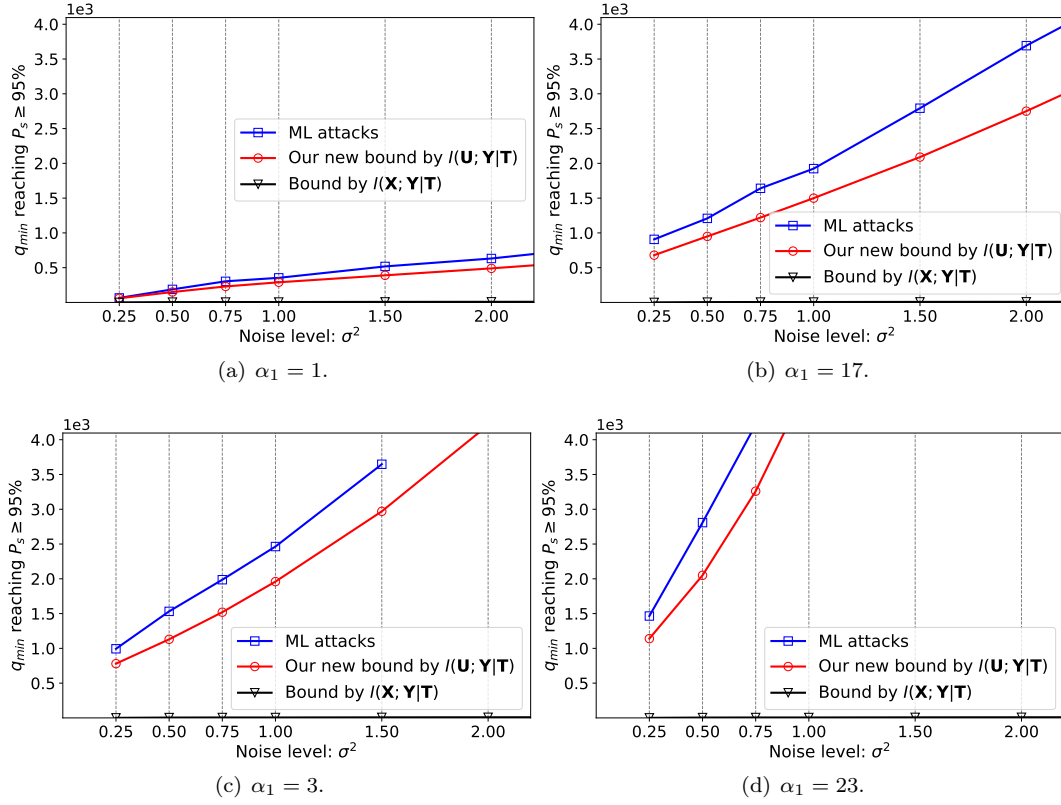 1e3
4.0
3.5
3.0
2.5
2.0
1.5
1.0
0.5
q_min reaching P_s ≥ 95%
ML attacks
Our new bound by I(U; Y|T)
Bound by I(X; Y|T)
0.25 0.50 0.75 1.00 1.50 2.00
Noise level: σ²
(a) α₁ = 1.
1e3
4.0
3.5
3.0
2.5
2.0
1.5
1.0
0.5
q_min reaching P_s ≥ 95%
ML attacks
Our new bound by I(U; Y|T)
Bound by I(X; Y|T)
0.25 0.50 0.75 1.00 1.50 2.00
Noise level: σ²
(b) α₁ = 17.
1e3
4.0
3.5
3.0
2.5
2.0
1.5
1.0
0.5
q_min reaching P_s ≥ 95%
ML attacks
Our new bound by I(U; Y|T)
Bound by I(X; Y|T)
0.25 0.50 0.75 1.00 1.50 2.00
Noise level: σ²
(c) α₁ = 3.
1e3
4.0
3.5
3.0
2.5
2.0
1.5
1.0
0.5
q_min reaching P_s ≥ 95%
ML attacks
Our new bound by I(U; Y|T)
Bound by I(X; Y|T)
0.25 0.50 0.75 1.00 1.50 2.00
Noise level: σ²
(d) α₁ = 23.